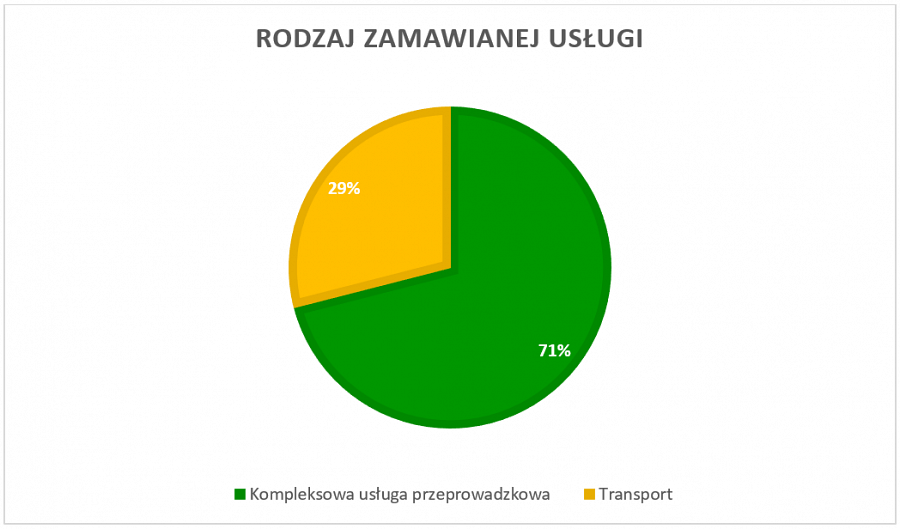 RODZAJ ZAMAWIANEJ USŁUGI
29%
71%
Kompleksowa usługa przeprowadzkowa
Transport